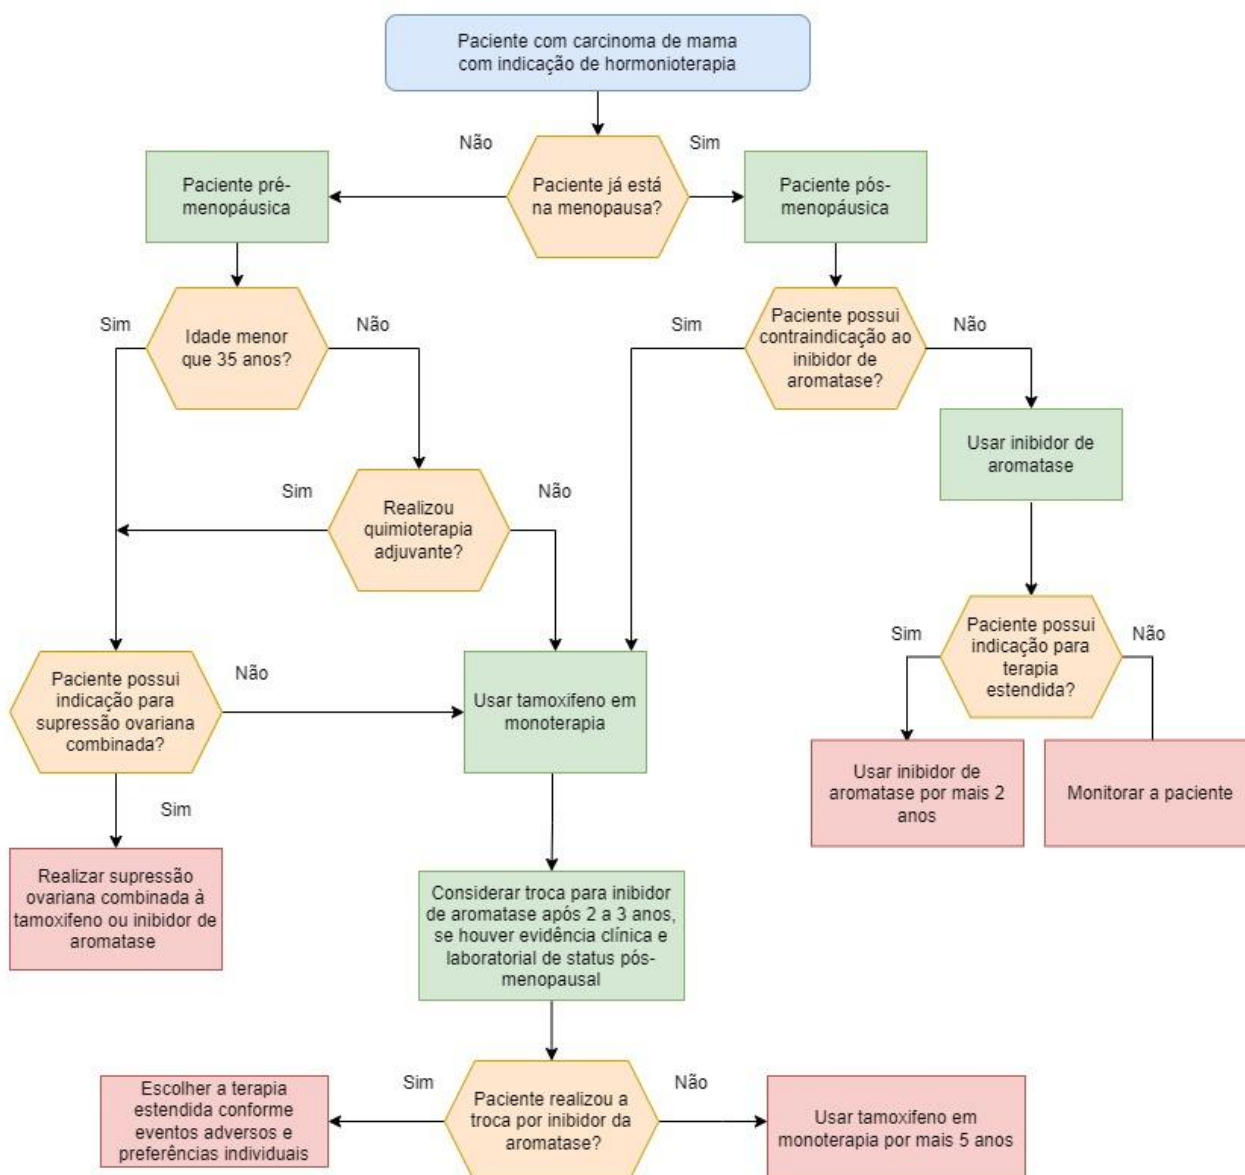 Paciente com carcinoma de mama
com indicação de hormonioterapia
Não
Sim
Paciente já está
na menopausa?
Paciente pré-
menopáusica
Paciente pós-
menopáusica
Sim
Idade menor
que 35 anos?
Não
Sim
Paciente possui
contraindicação ao
inibidor de
aromatase?
Não
Usar inibidor de
aromatase
Sim
Realizou
quimioterapia
adjuvante?
Não
Sim
Paciente possui
indicação para
terapia
estendida?
Não
Paciente possui
indicação para
supressão ovariana
combinada?
Não
Usar tamoxifeno em
monoterapia
Usar inibidor de
aromatase por mais 2
anos
Monitorar a paciente
Sim
Realizar supressão
ovariana combinada à
tamoxifeno ou inibidor de
aromatase
Considerar troca para inibidor
de aromatase após 2 a 3 anos,
se houver evidência clínica e
laboratorial de status pós-
menopausal
Escolher a terapia
estendida conforme
eventos adversos e
preferências individuais
Sim
Paciente realizou a
troca por inibidor da
aromatase?
Não
Usar tamoxifeno em
monoterapia por mais 5 anos